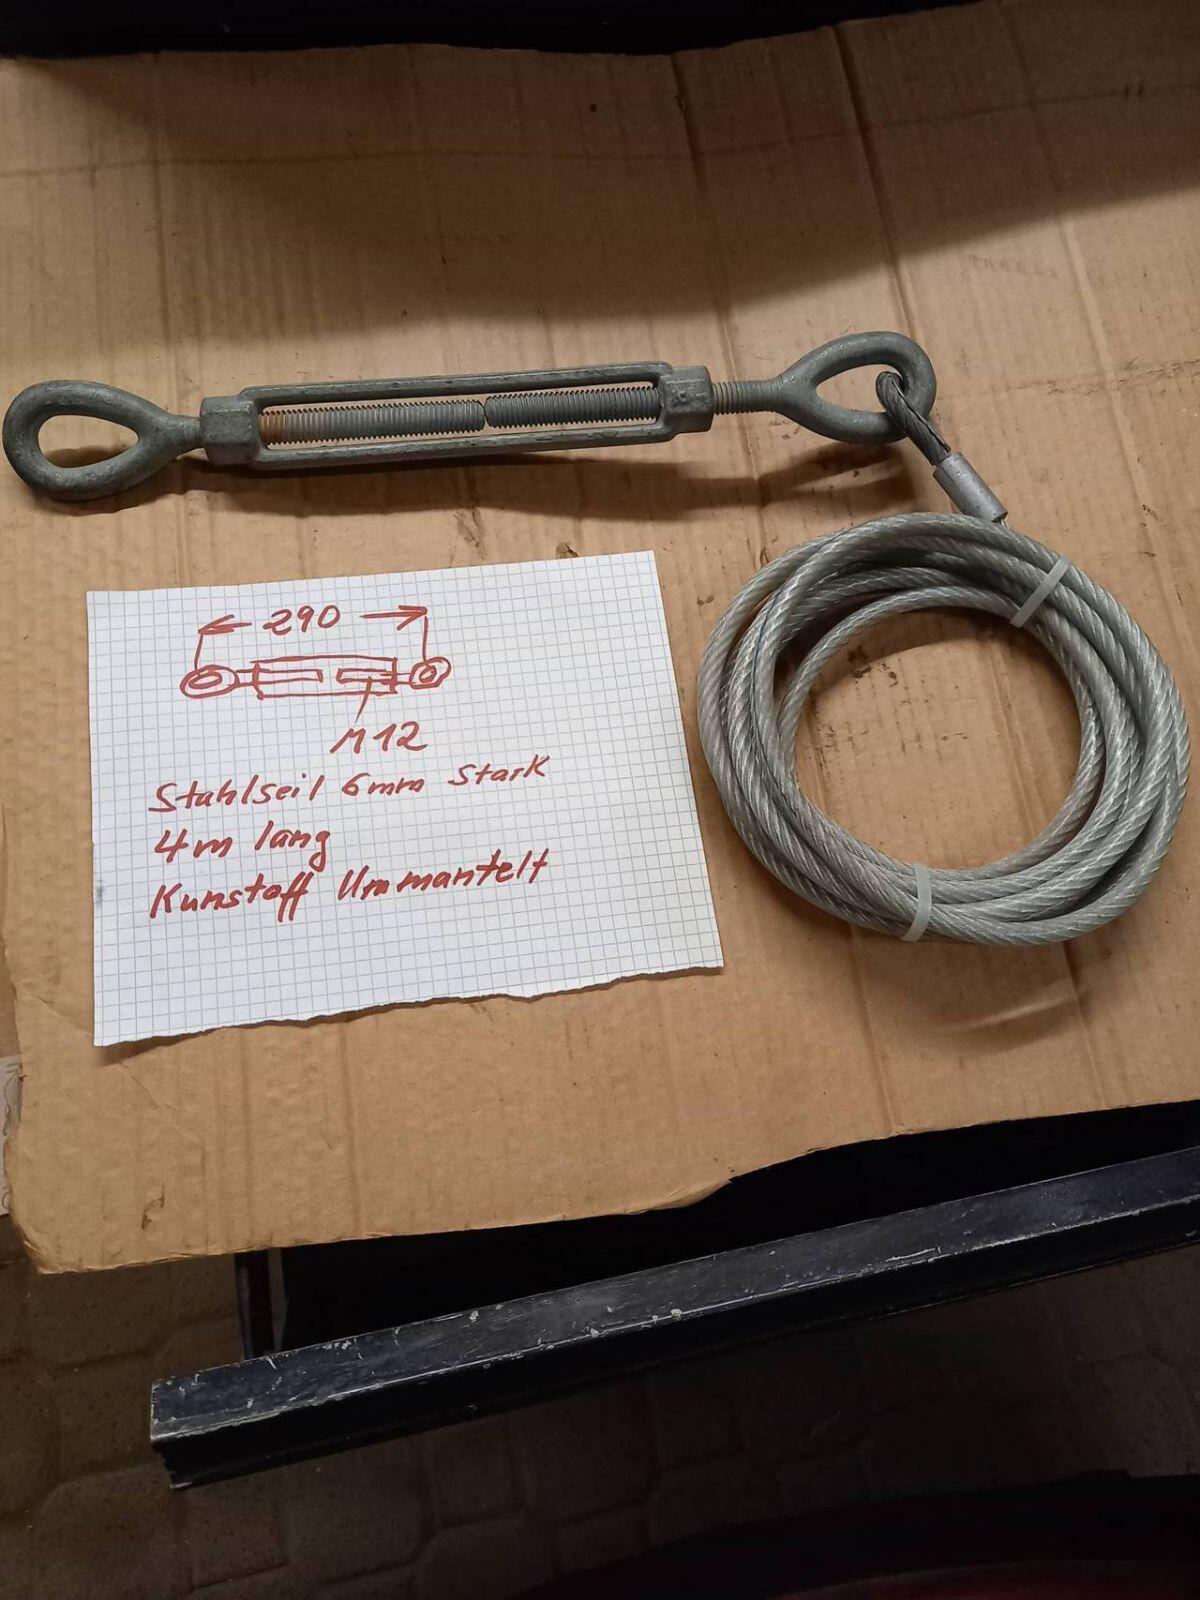 290
M12
Stahlseil 6mm stark
4m lang
Kunstoff Ummantelt